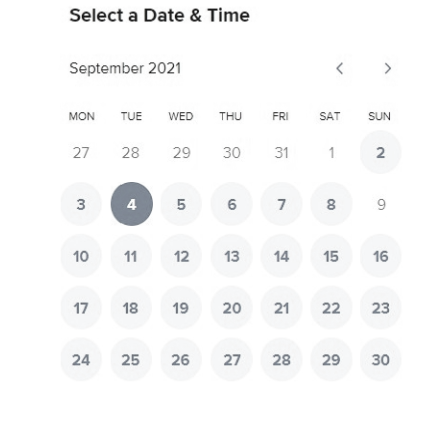 Select a Date & Time
September 2021
MON TUE WED THU FRI SAT SUN
27 28 29 30 31 1 2
3 4 5 6 7 8 9
10 11 12 13 14 15 16
17 18 19 20 21 22 23
24 25 26 27 28 29 30